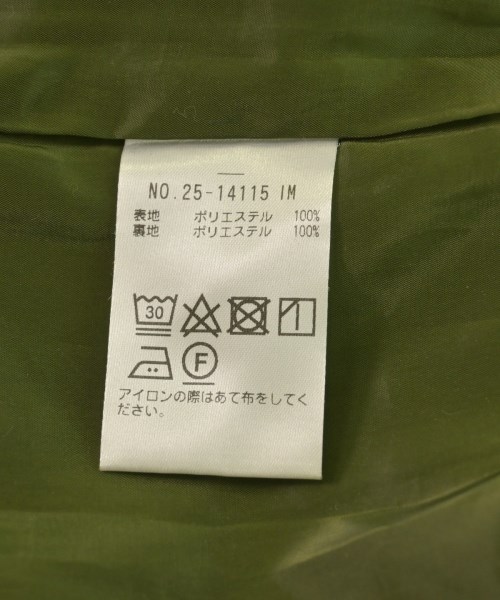 NO.25-14115 IM
表地 ポリエステル 100%
裏地 ポリエステル 100%
30
F
アイロンの際はあて布をしてく
ださい。